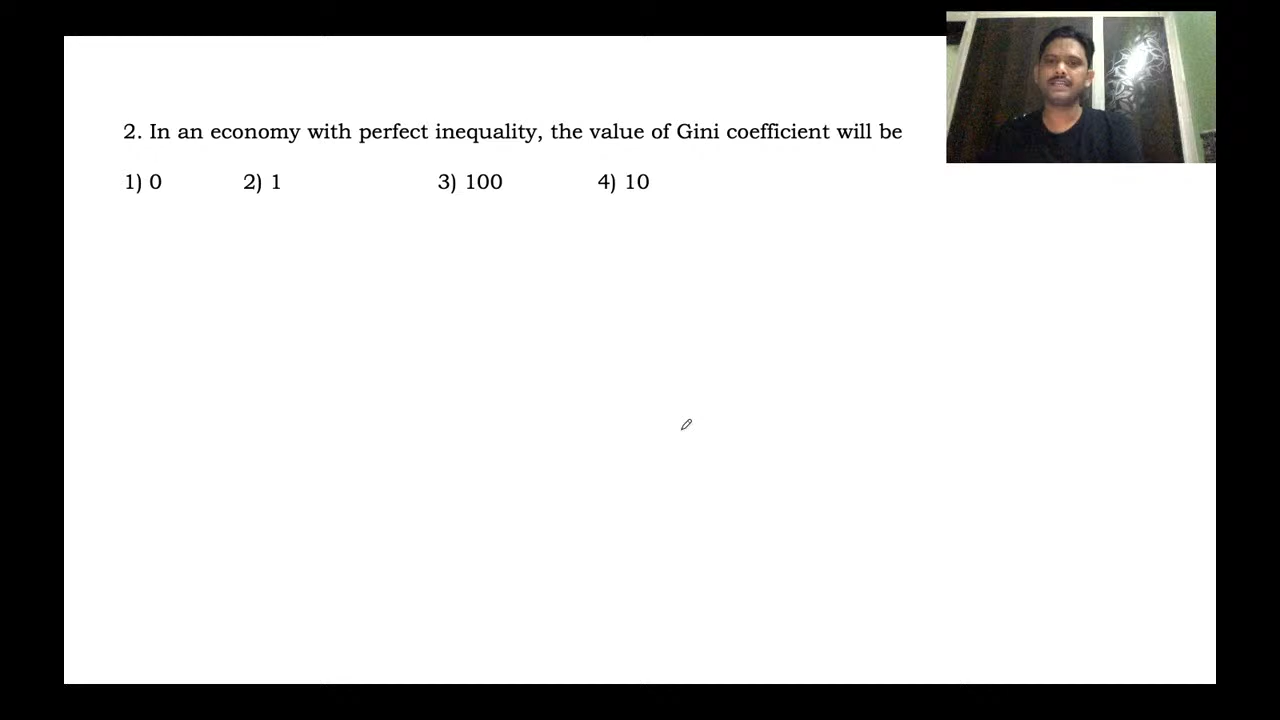 2. In an economy with perfect inequality, the value of Gini coefficient will be
1) 0 2) 1 3) 100 4) 10